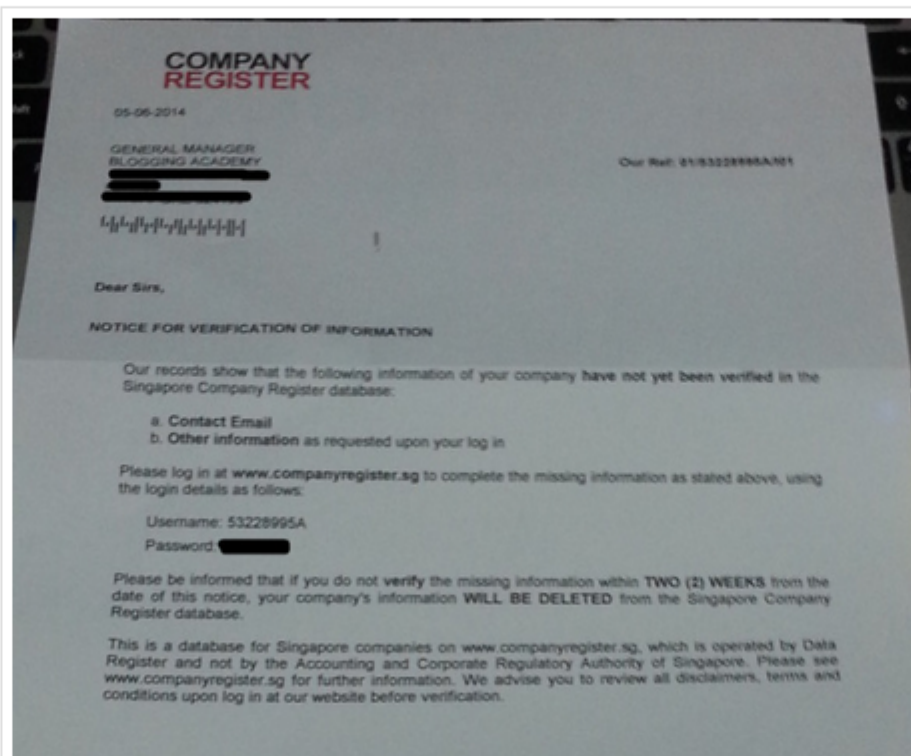 COMPANY
REGISTER
05-06-2014
GENERAL MANAGER
BLOGGING ACADEMY
Our Ref: 01/53228995A/101
Dear Sirs,
NOTICE FOR VERIFICATION OF INFORMATION
Our records show that the following information of your company have not yet been verified in the
Singapore Company Register database:
a. Contact Email
b. Other information as requested upon your log in
Please log in at www.companyregister.sg to complete the missing information as stated above, using
the login details as follows:
Username: 53228995A
Password:
Please be informed that if you do not verify the missing information within TWO (2) WEEKS from the
date of this notice, your company's information WILL BE DELETED from the Singapore Company
Register database.
This is a database for Singapore companies on www.companyregister.sg, which is operated by Data
Register and not by the Accounting and Corporate Regulatory Authority of Singapore. Please see
www.companyregister.sg for further information. We advise you to review all disclaimers, terms and
conditions upon log in at our website before verification.